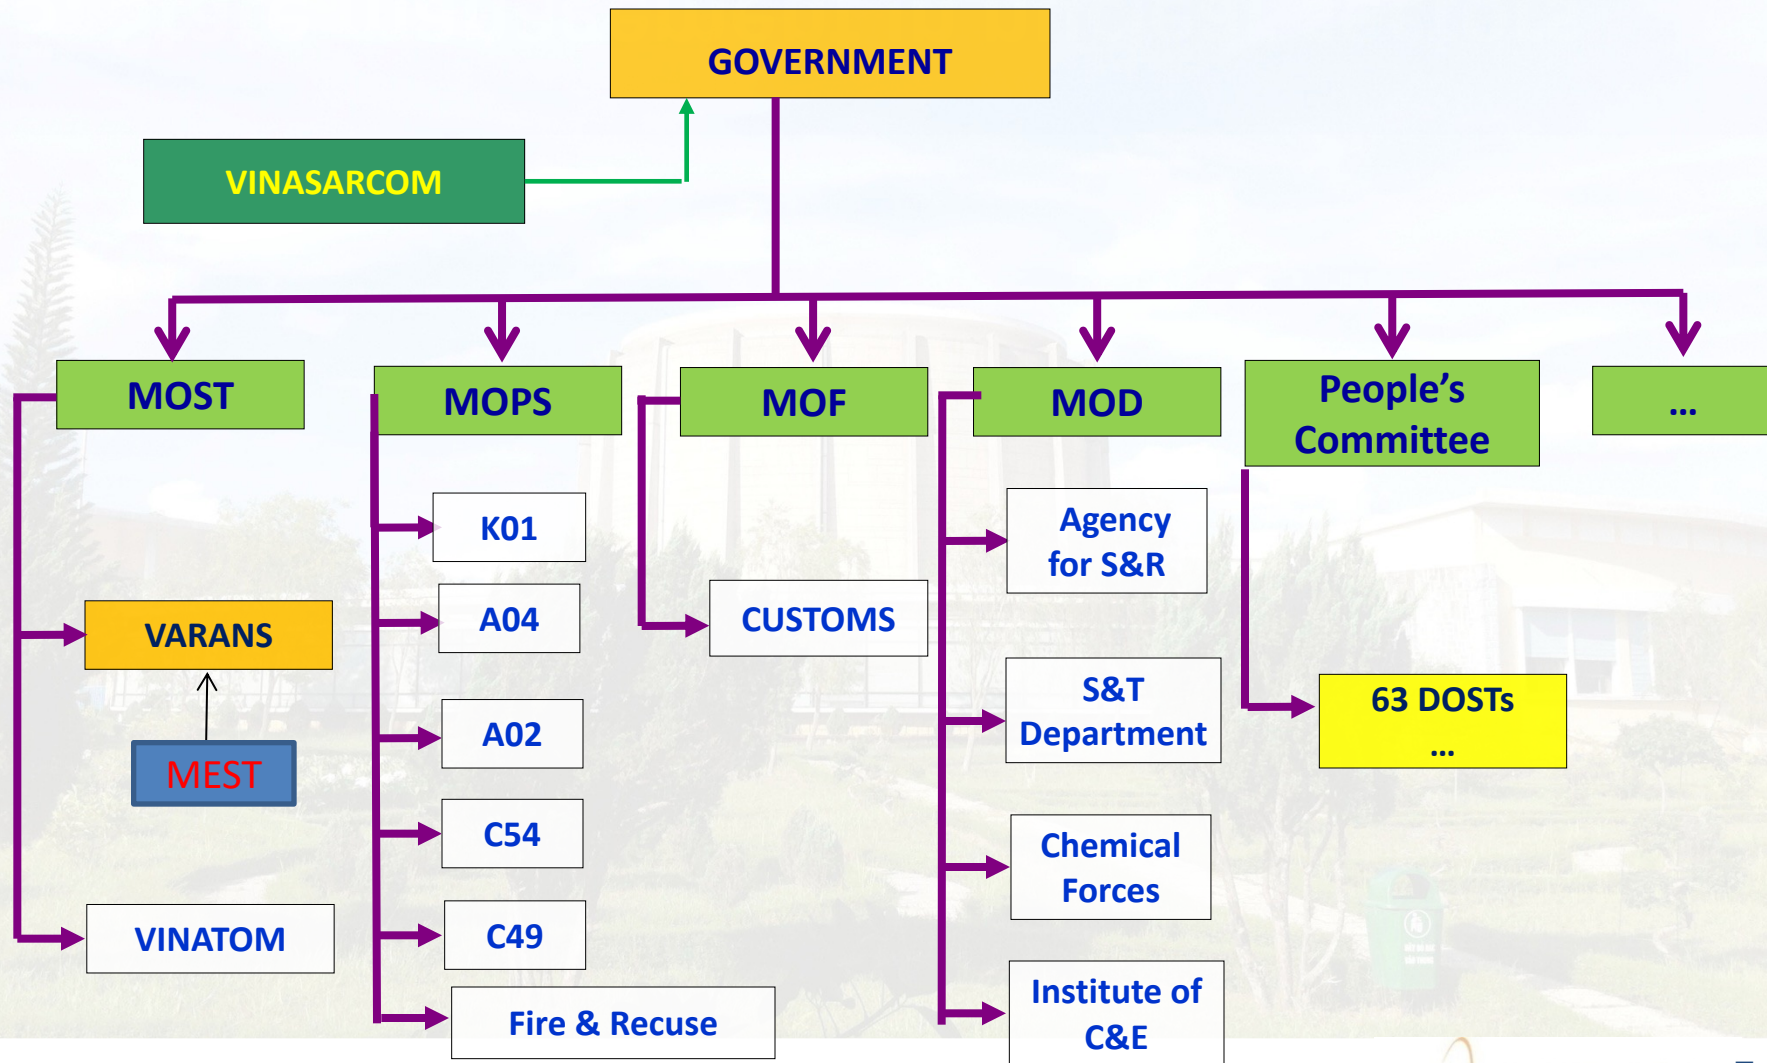 GOVERNMENT
VINASARCOM
MOST
MOPS
MOF
MOD
People’s
Committee
...
K01
A04
A02
C54
C49
Fire & Recuse
VARANS
MEST
VINATOM
CUSTOMS
Agency
for S&R
S&T
Department
Chemical
Forces
Institute of
C&E
63 DOSTs
...